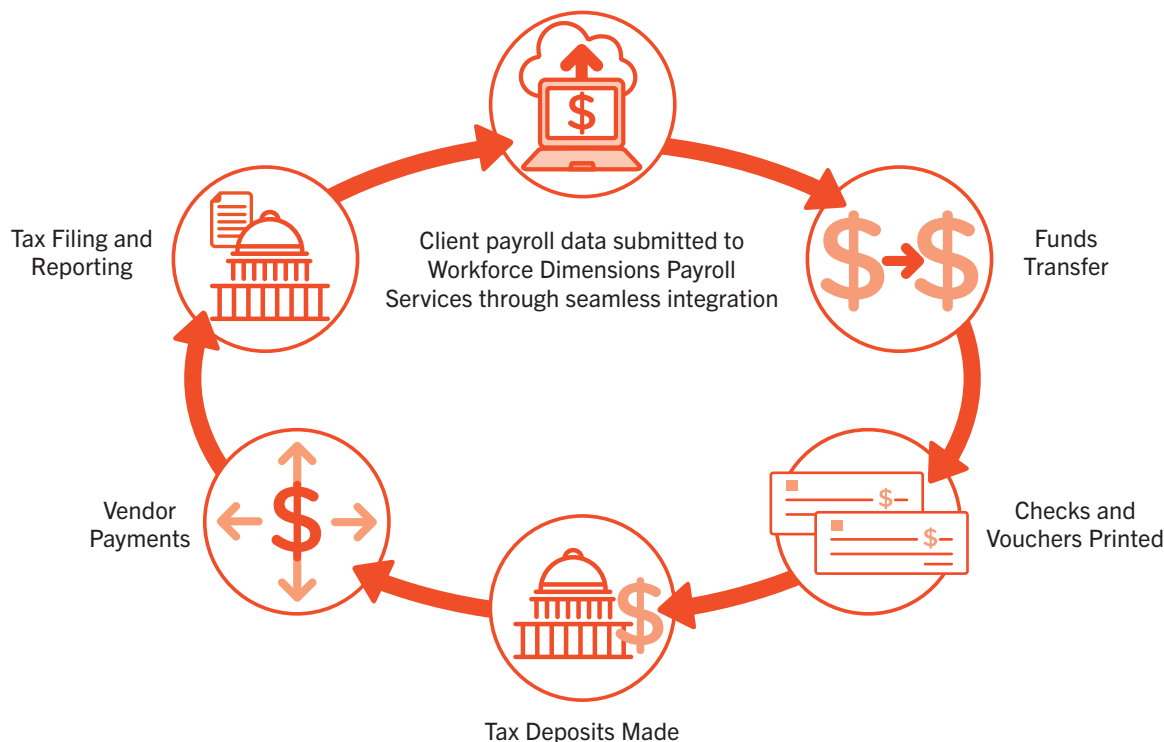 Client payroll data submitted to
Workforce Dimensions Payroll
Services through seamless integration
Funds
Transfer
Checks and
Vouchers Printed
Tax Deposits Made
Vendor
Payments
Tax Filing and
Reporting
$
$
$
$
$
$
$